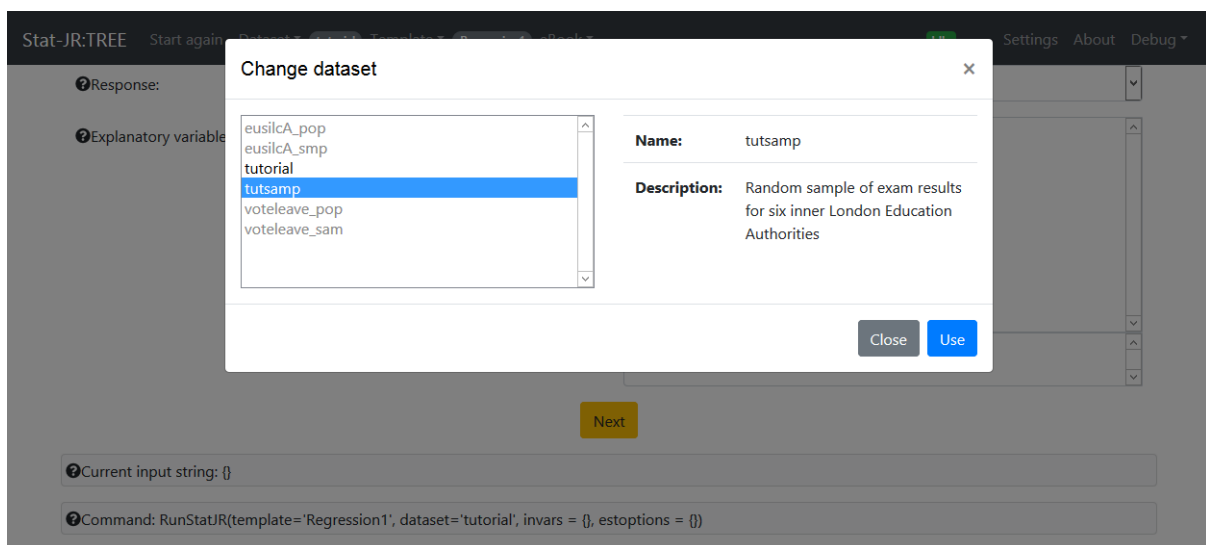 Stat-JR:TREE Start again Dataset Template eBook Settings About Debug
Change dataset ×
Response:
Explanatory variable
eusilcA_pop
eusilcA_smp
tutorial
tutsamp
voteleave_pop
voteleave_sam
Name: tutsamp
Description: Random sample of exam results
for six inner London Education
Authorities
Close Use
Next
Current input string: {}
Command: RunStatJR(template='Regression1', dataset='tutorial', invars = {}, estoptions = {})